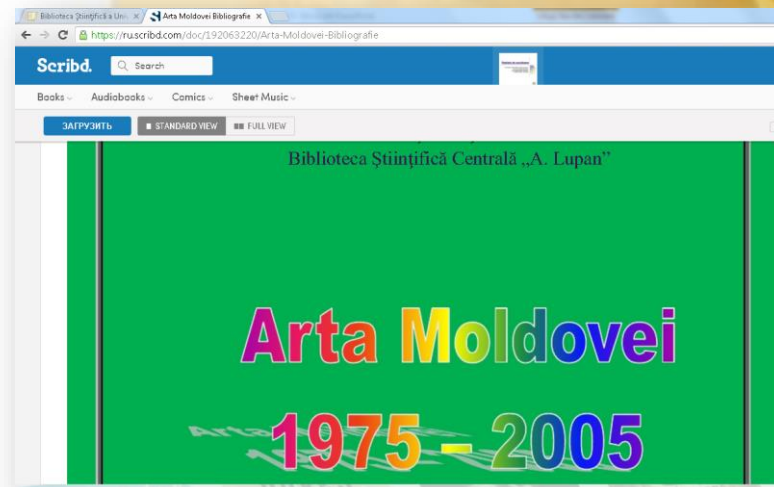 Biblioteca Științifică a Uni
Arta Moldovei Bibliografie
https://ru.scribd.com/doc/192063220/Arta-Moldovei-Bibliografie
Scribd.
Search
Books
Audiobooks
Comics
Sheet Music
ЗАГРУЗИТЬ
STANDARD VIEW
FULL VIEW
Biblioteca Științifică Centrală „A. Lupan”
Arta Moldovei
1975 – 2005